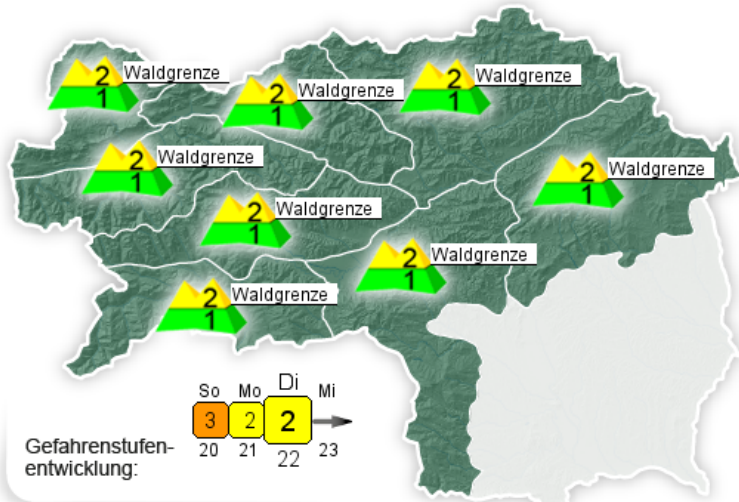 2 Waldgrenze
1
2 Waldgrenze
1
2 Waldgrenze
1
2 Waldgrenze
1
2 Waldgrenze
1
2 Waldgrenze
1
2 Waldgrenze
1
2 Waldgrenze
1
So Mo Di Mi
3 2 2
20 21 22 23
Gefahrenstufen-
entwicklung: